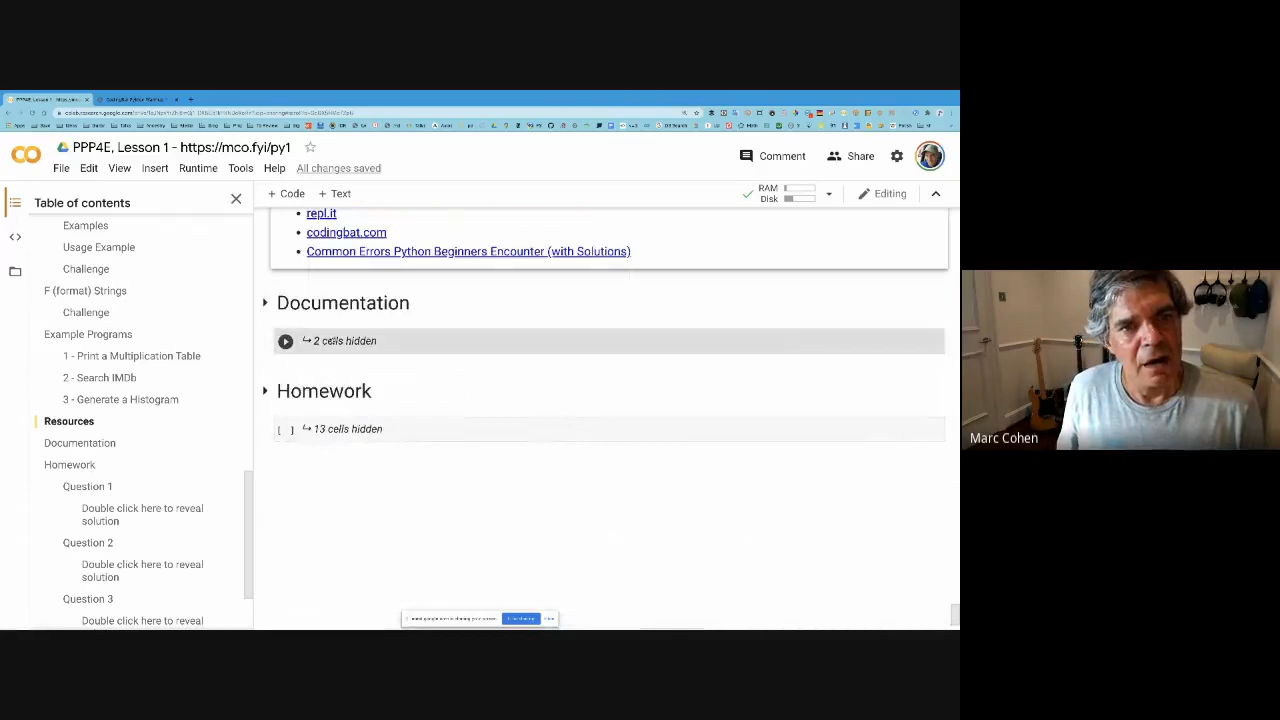 PPP4E, Lesson 1 - https://mco.fyi/py1
File Edit View Insert Runtime Tools Help All changes saved
Comment
Share
+ Code + Text
RAM
Disk
Editing
Table of contents
Examples
Usage Example
Challenge
F (format) Strings
Challenge
Example Programs
1 - Print a Multiplication Table
2 - Search IMDb
3 - Generate a Histogram
Resources
Documentation
Homework
Question 1
Double click here to reveal
solution
Question 2
Double click here to reveal
solution
Question 3
Double click here to reveal
repl.it
codingbat.com
Common Errors Python Beginners Encounter (with Solutions)
Documentation
2 cells hidden
Homework
[ ] 13 cells hidden
Marc Cohen